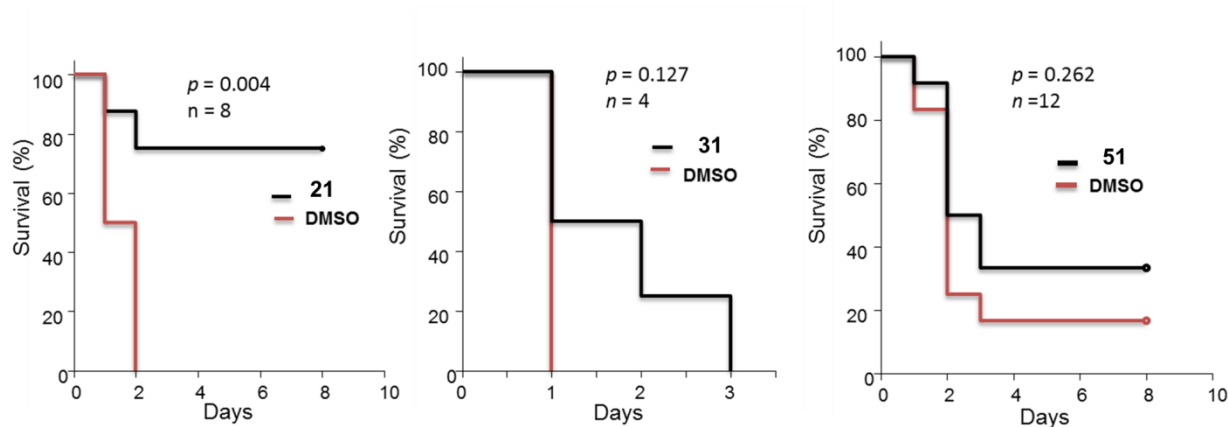 Survival (%)
100
80
60
40
20
0
p = 0.004
n = 8
21
DMSO
0 2 4 6 8 10
Days
Survival (%)
100
80
60
40
20
0
p = 0.127
n = 4
31
DMSO
0 1 2 3
Days
Survival (%)
100
80
60
40
20
0
p = 0.262
n =12
51
DMSO
0 2 4 6 8 10
Days